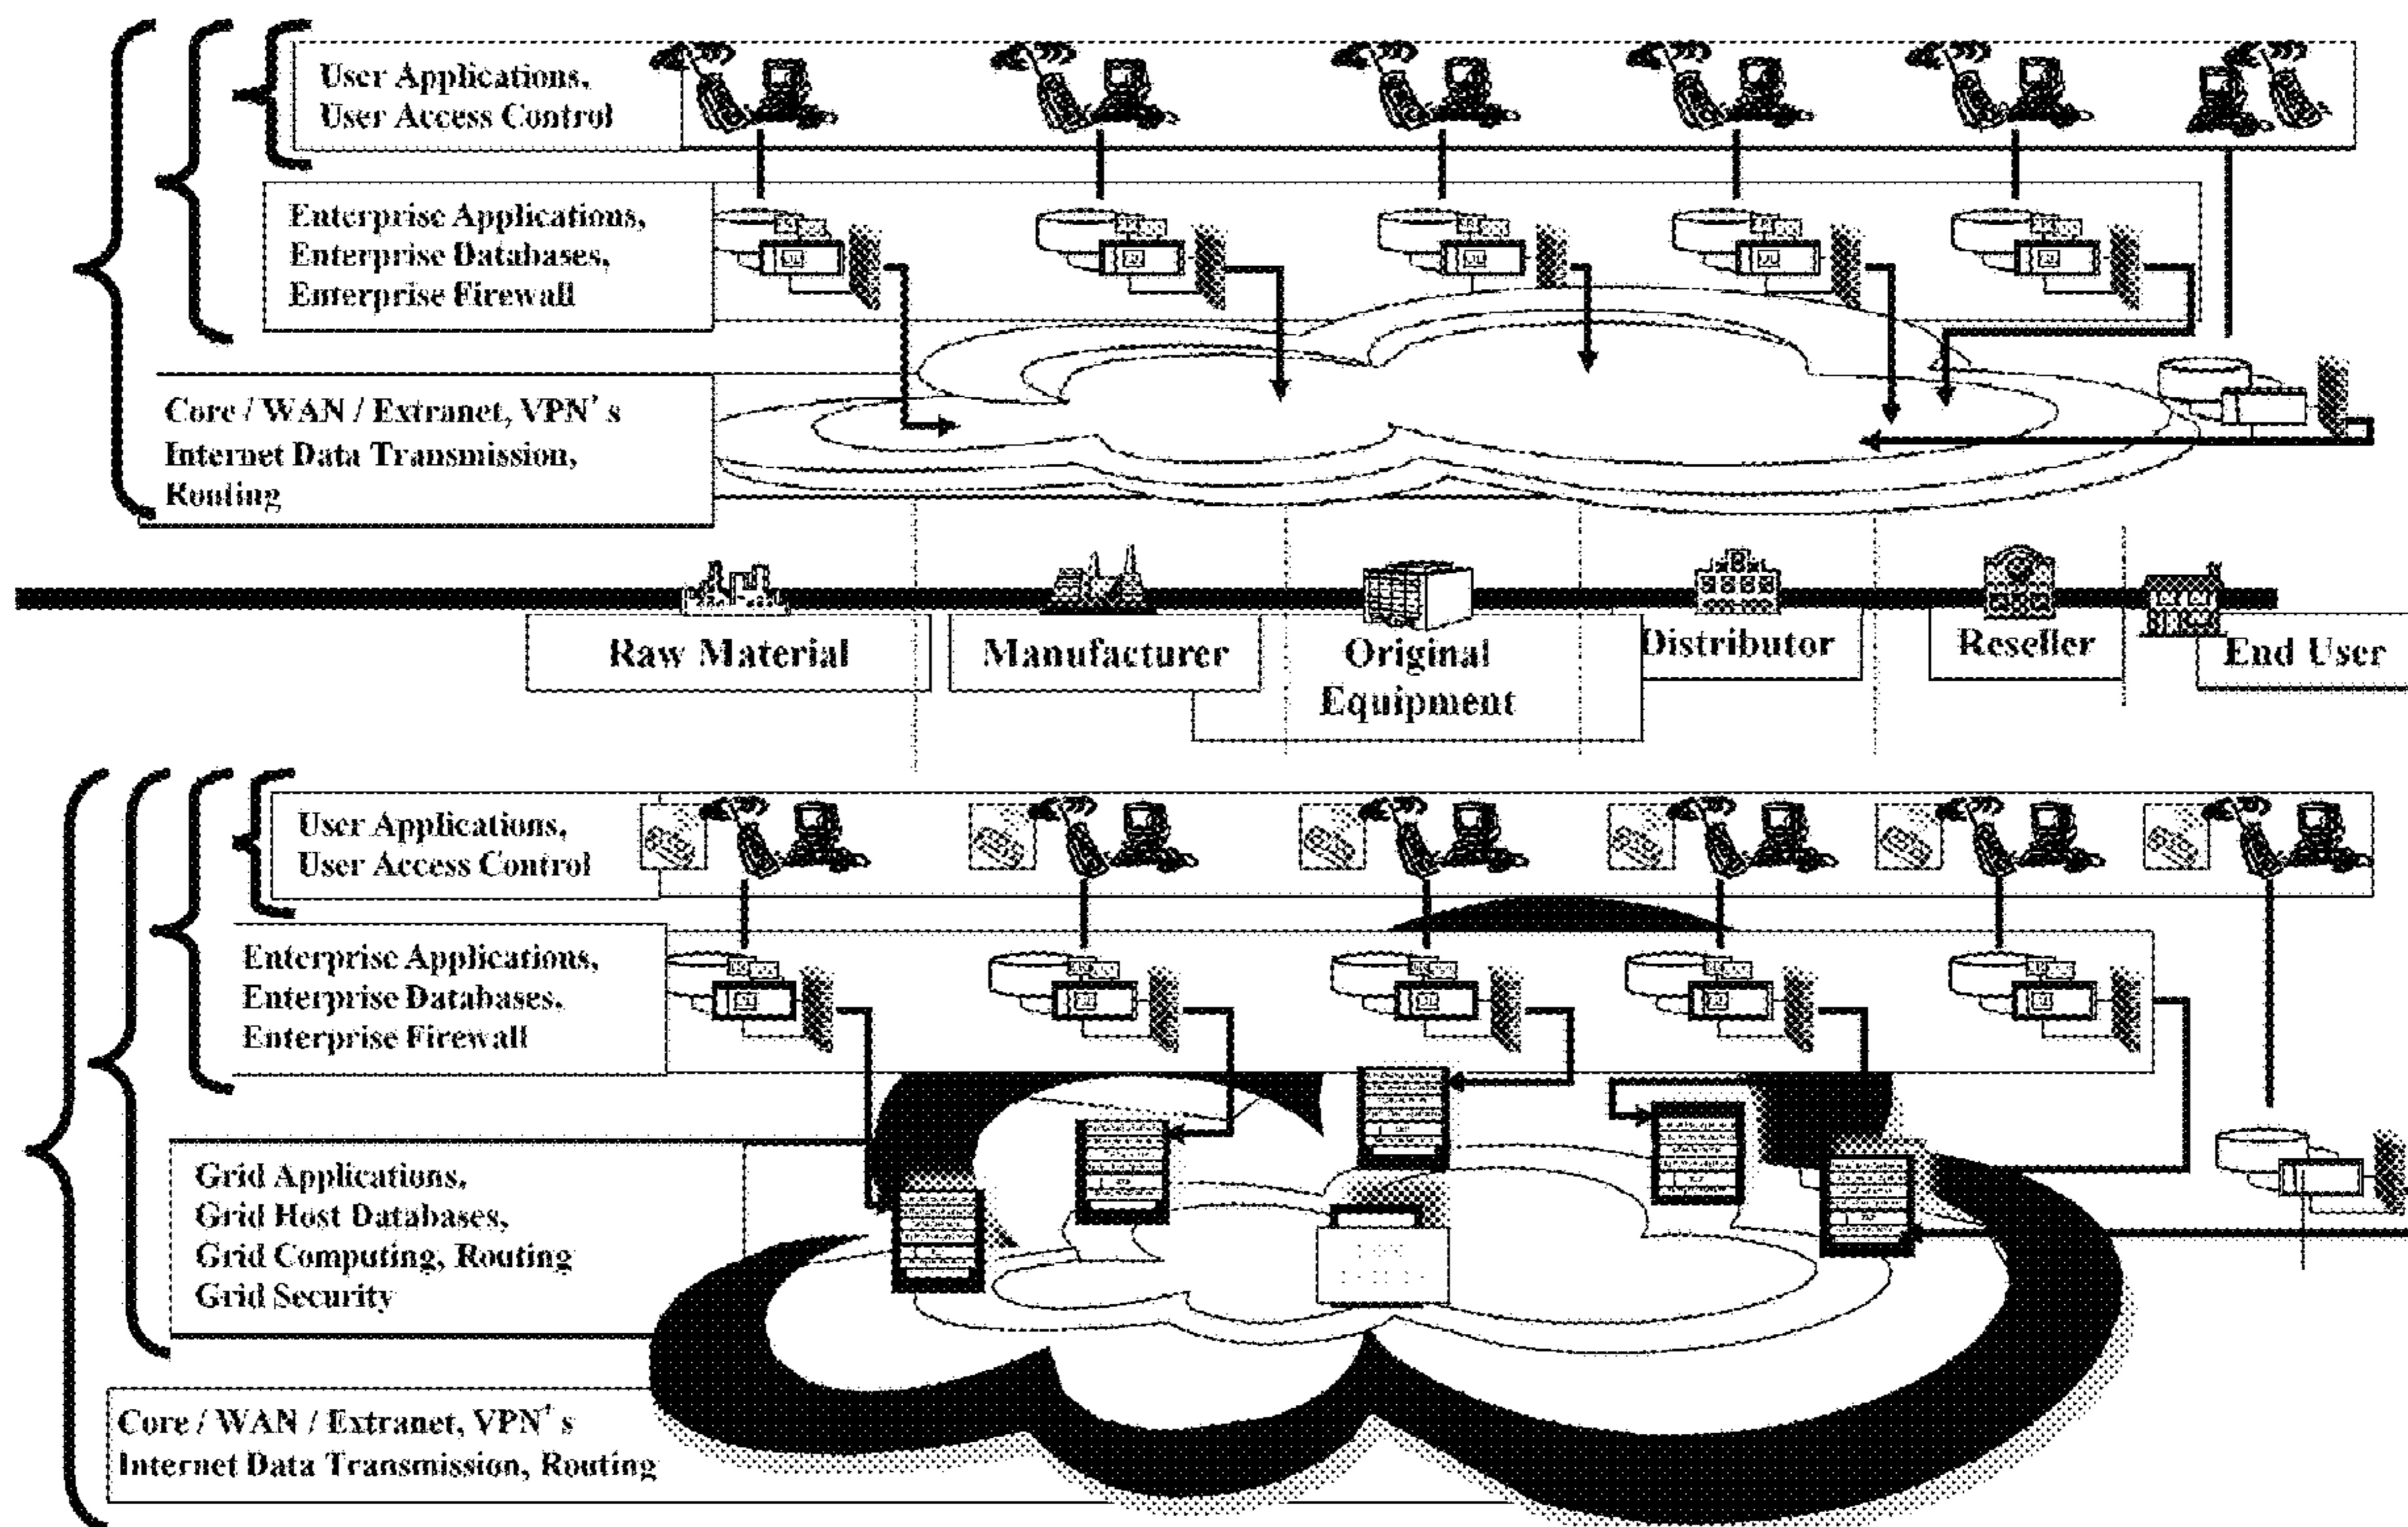 User Applications,
User Access Control
Enterprise Applications,
Enterprise Databases,
Enterprise Firewall
Core / WAN / Extranet, VPN's
Internet Data Transmission,
Routing
Raw Material
Manufacturer
Original
Equipment
Distributor
Reseller
End User
User Applications,
User Access Control
Enterprise Applications,
Enterprise Databases,
Enterprise Firewall
Grid Applications,
Grid Host Databases,
Grid Computing, Routing
Grid Security
Core / WAN / Extranet, VPN's
Internet Data Transmission, Routing